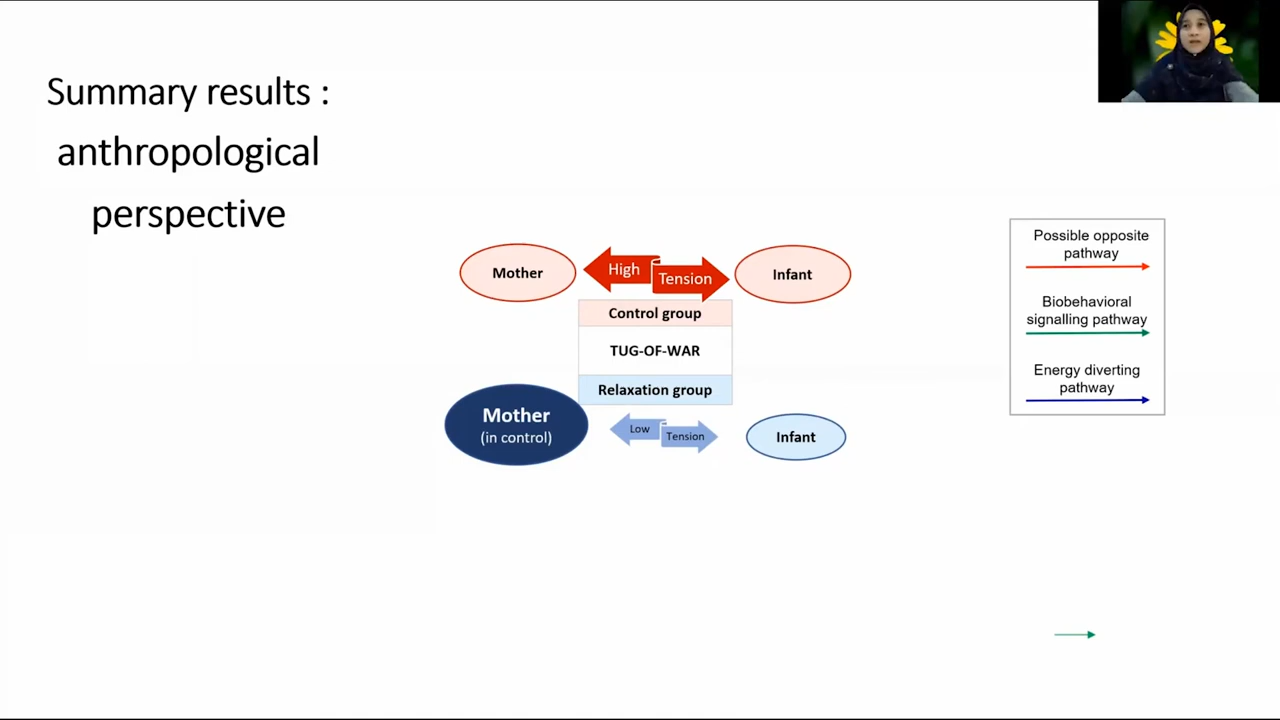 Summary results :
anthropological
perspective
Mother
High
Tension
Infant
Control group
TUG-OF-WAR
Relaxation group
Mother
(in control)
Low
Tension
Infant
Possible opposite
pathway
Biobehavioral
signalling pathway
Energy diverting
pathway